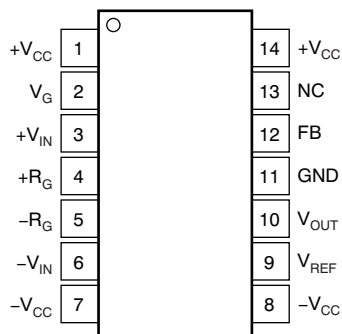 +VCC 1 14 +VCC
VG 2 13 NC
+VIN 3 12 FB
+RG 4 11 GND
−RG 5 10 VOUT
−VIN 6 9 VREF
−VCC 7 8 −VCC